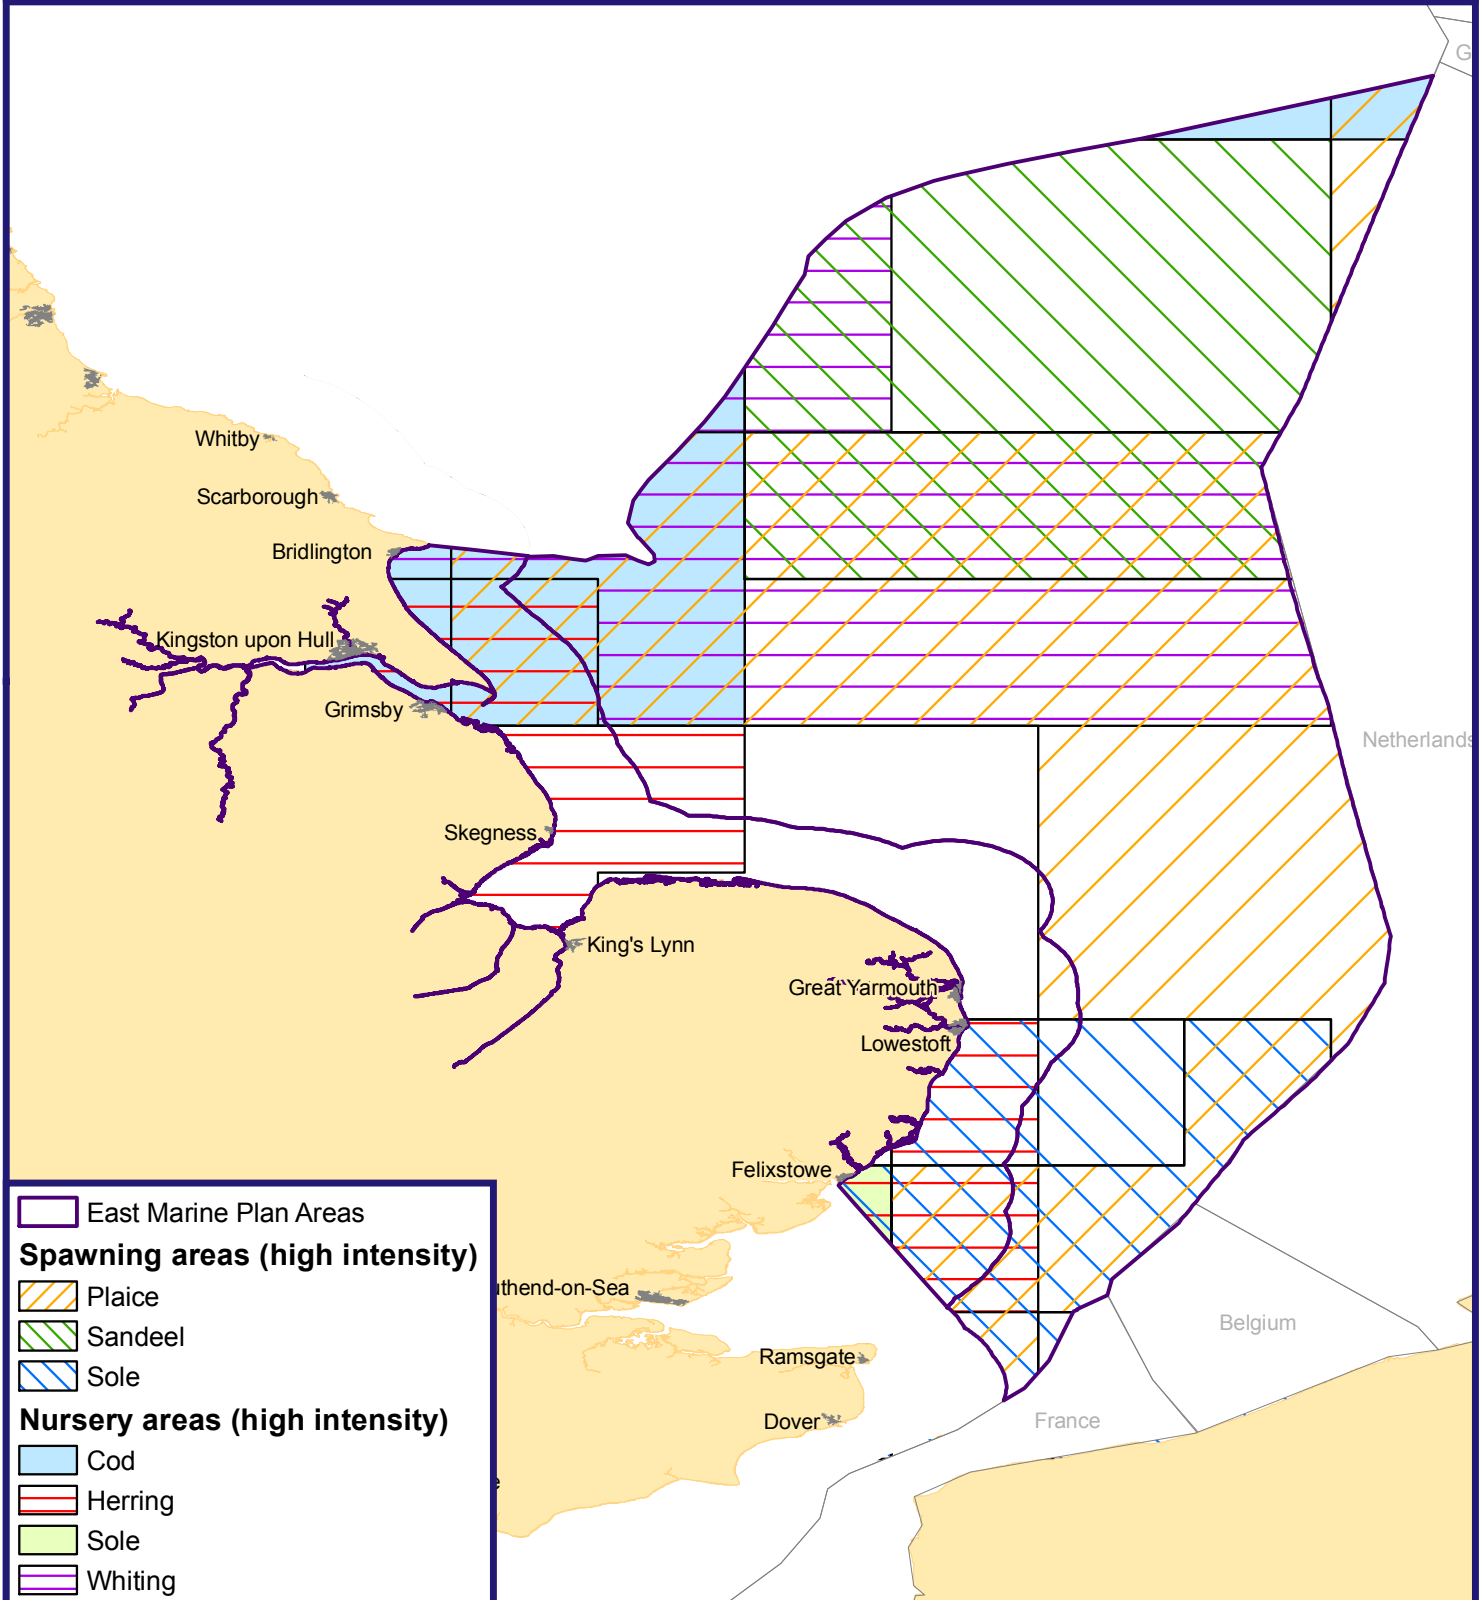 G
Whitby
Scarborough
Bridlington
Kingston upon Hull
Grimsby
Netherlands
Skegness
King's Lynn
Great Yarmouth
Lowestoft
Felixstowe
uthend-on-Sea
Belgium
Ramsgate
Dover
France
East Marine Plan Areas
Spawning areas (high intensity)
Plaice
Sandeel
Sole
Nursery areas (high intensity)
Cod
Herring
Sole
Whiting